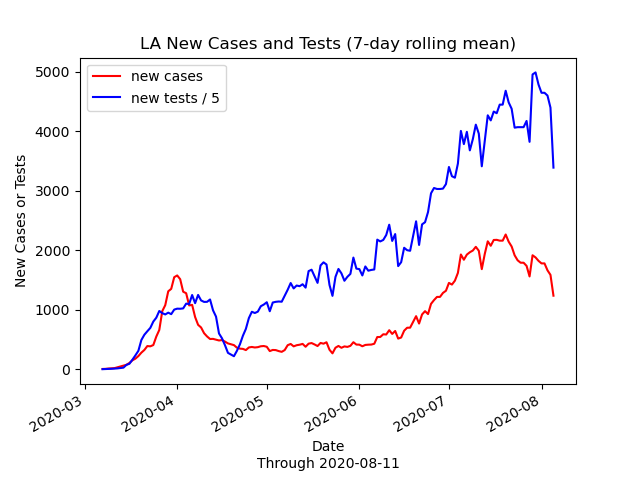 LA New Cases and Tests (7-day rolling mean)
new cases
new tests / 5
5000
4000
3000
2000
1000
0
New Cases or Tests
2020-03
2020-04
2020-05
2020-06
2020-07
2020-08
Date
Through 2020-08-11